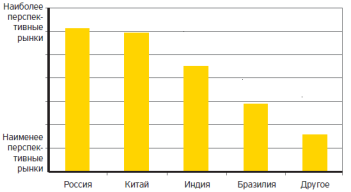 Наиболее
перспек-
тивные
рынки
Наименее
перспек-
тивные
рынки
Россия Китай Индия Бразилия Другое